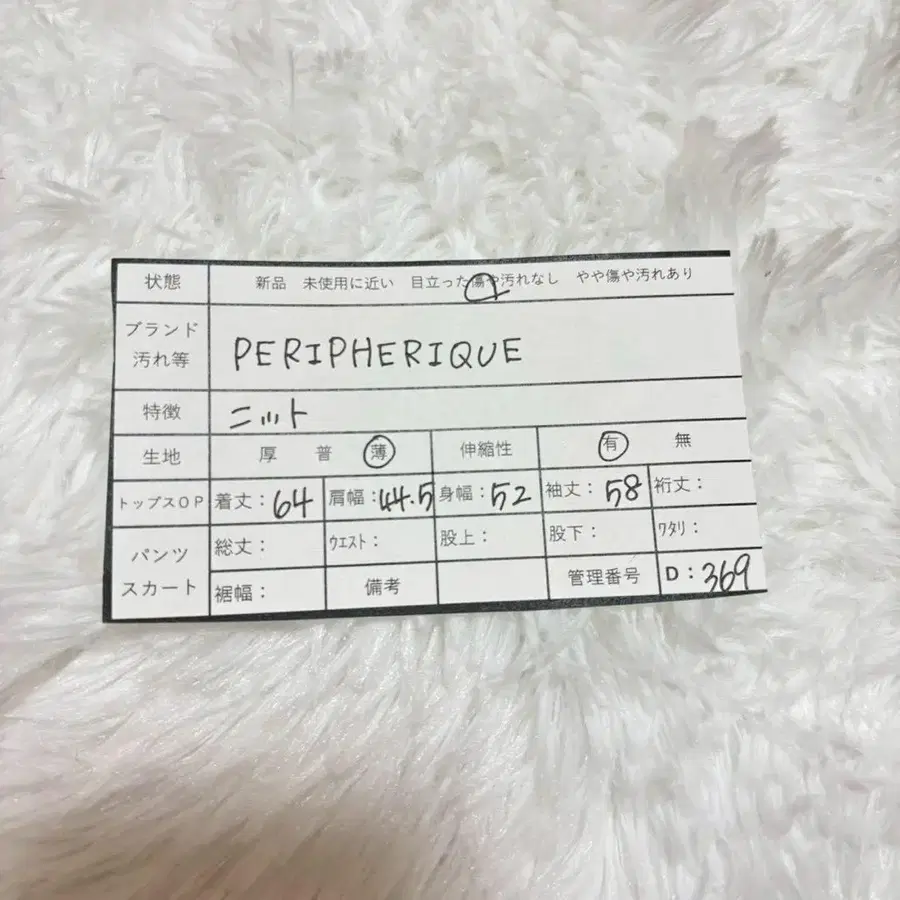 状態 新品 未使用に近い 目立った傷や汚れなし やや傷や汚れあり
ブランド
汚れ等 PERIPHERIQUE
特徴 ニット
生地 厚 普 薄 伸縮性 有 無
トップスOP 着丈：64 肩幅：44.5 身幅：52 袖丈：58 裄丈：
パンツ
スカート 総丈： ウエスト： 股上： 股下： ワタリ：
裾幅： 備考 管理番号 D：369